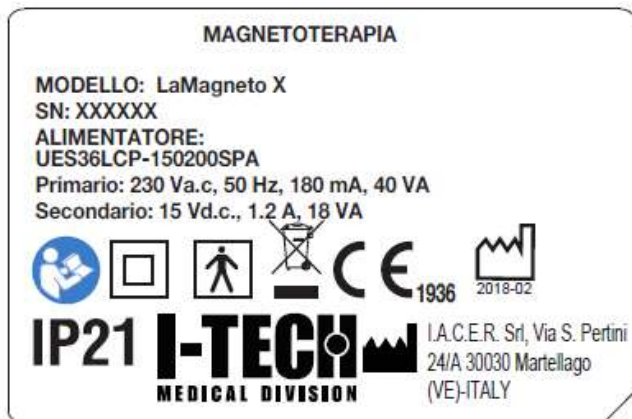 MAGNETOTERAPIA
MODELLO: LaMagneto X
SN: XXXXXX
ALIMENTATORE:
UES36LCP-150200SPA
Primario: 230 Va.c, 50 Hz, 180 mA, 40 VA
Secondario: 15 Vd.c., 1.2 A, 18 VA
CE 1936
2018-02
IP21
I-TECH
MEDICAL DIVISION
I.A.C.E.R. Srl, Via S. Pertini
24/A 30030 Martellago
(VE)-ITALY